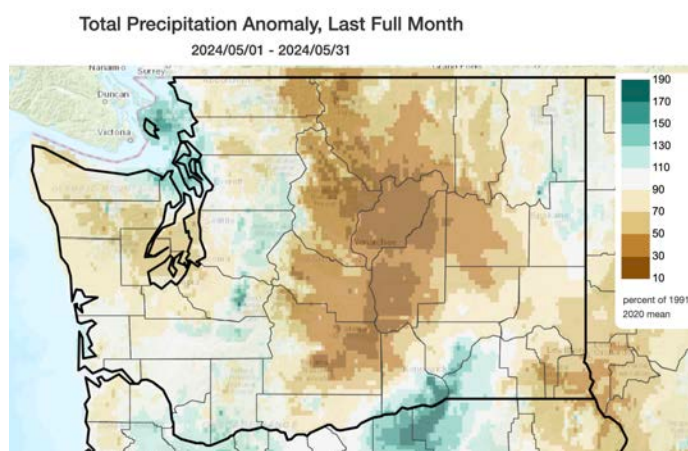 Total Precipitation Anomaly, Last Full Month
2024/05/01 - 2024/05/31
Nanaimo
Surrey
Duncan
Victoria
190
170
150
130
110
90
70
50
30
10
percent of 1991
2020 mean